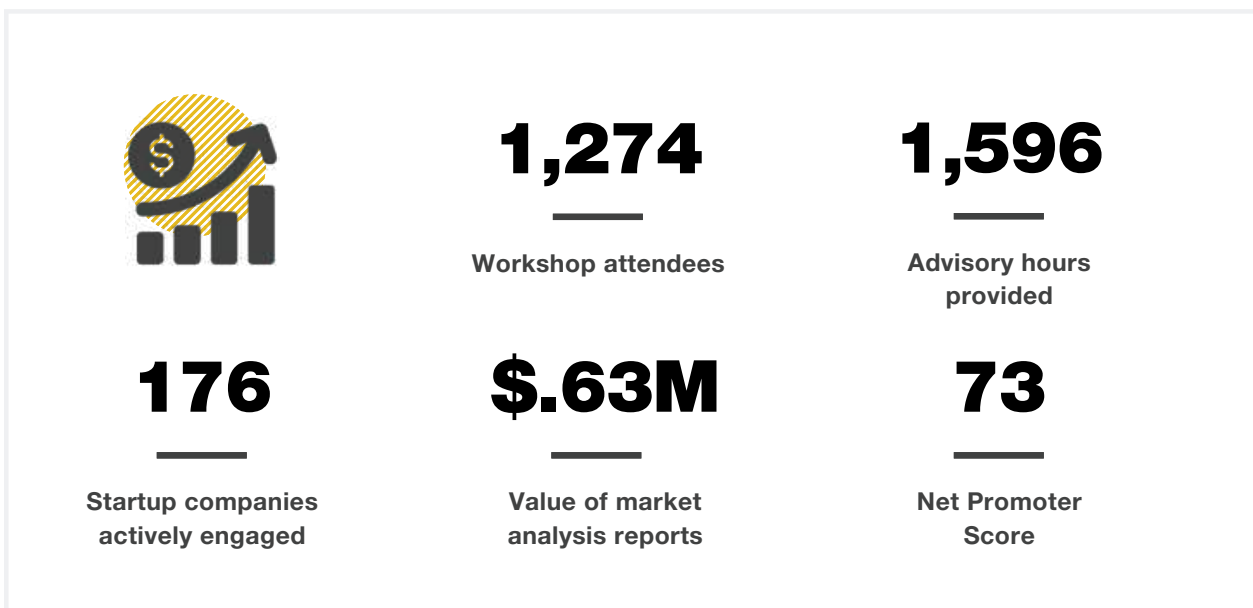 $
1,274
Workshop attendees
1,596
Advisory hours
provided
176
Startup companies
actively engaged
$.63M
Value of market
analysis reports
73
Net Promoter
Score